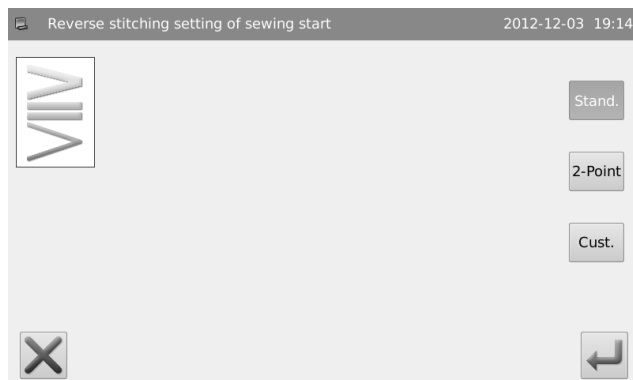 Reverse stitching setting of sewing start 2012-12-03 19:14
Stand.
2-Point
Cust.